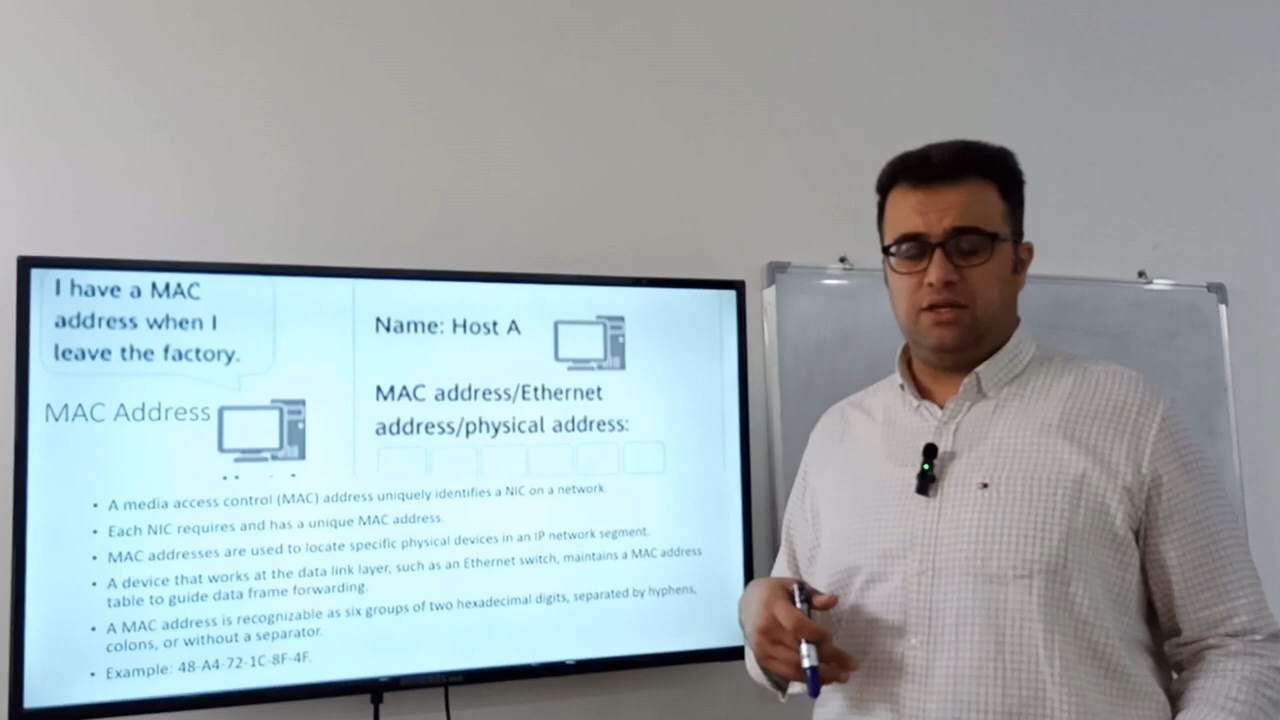 I have a MAC
address when I
leave the factory.
MAC Address
Name: Host A
MAC address/Ethernet
address/physical address:
• A media access control (MAC) address uniquely identifies a NIC on a network.
• Each NIC requires and has a unique MAC address.
• MAC addresses are used to locate specific physical devices in an IP network segment.
• A device that works at the data link layer, such as an Ethernet switch, maintains a MAC address
table to guide data frame forwarding.
• A MAC address is recognizable as six groups of two hexadecimal digits, separated by hyphens,
colons, or without a separator.
• Example: 48-A4-72-1C-8F-4F.